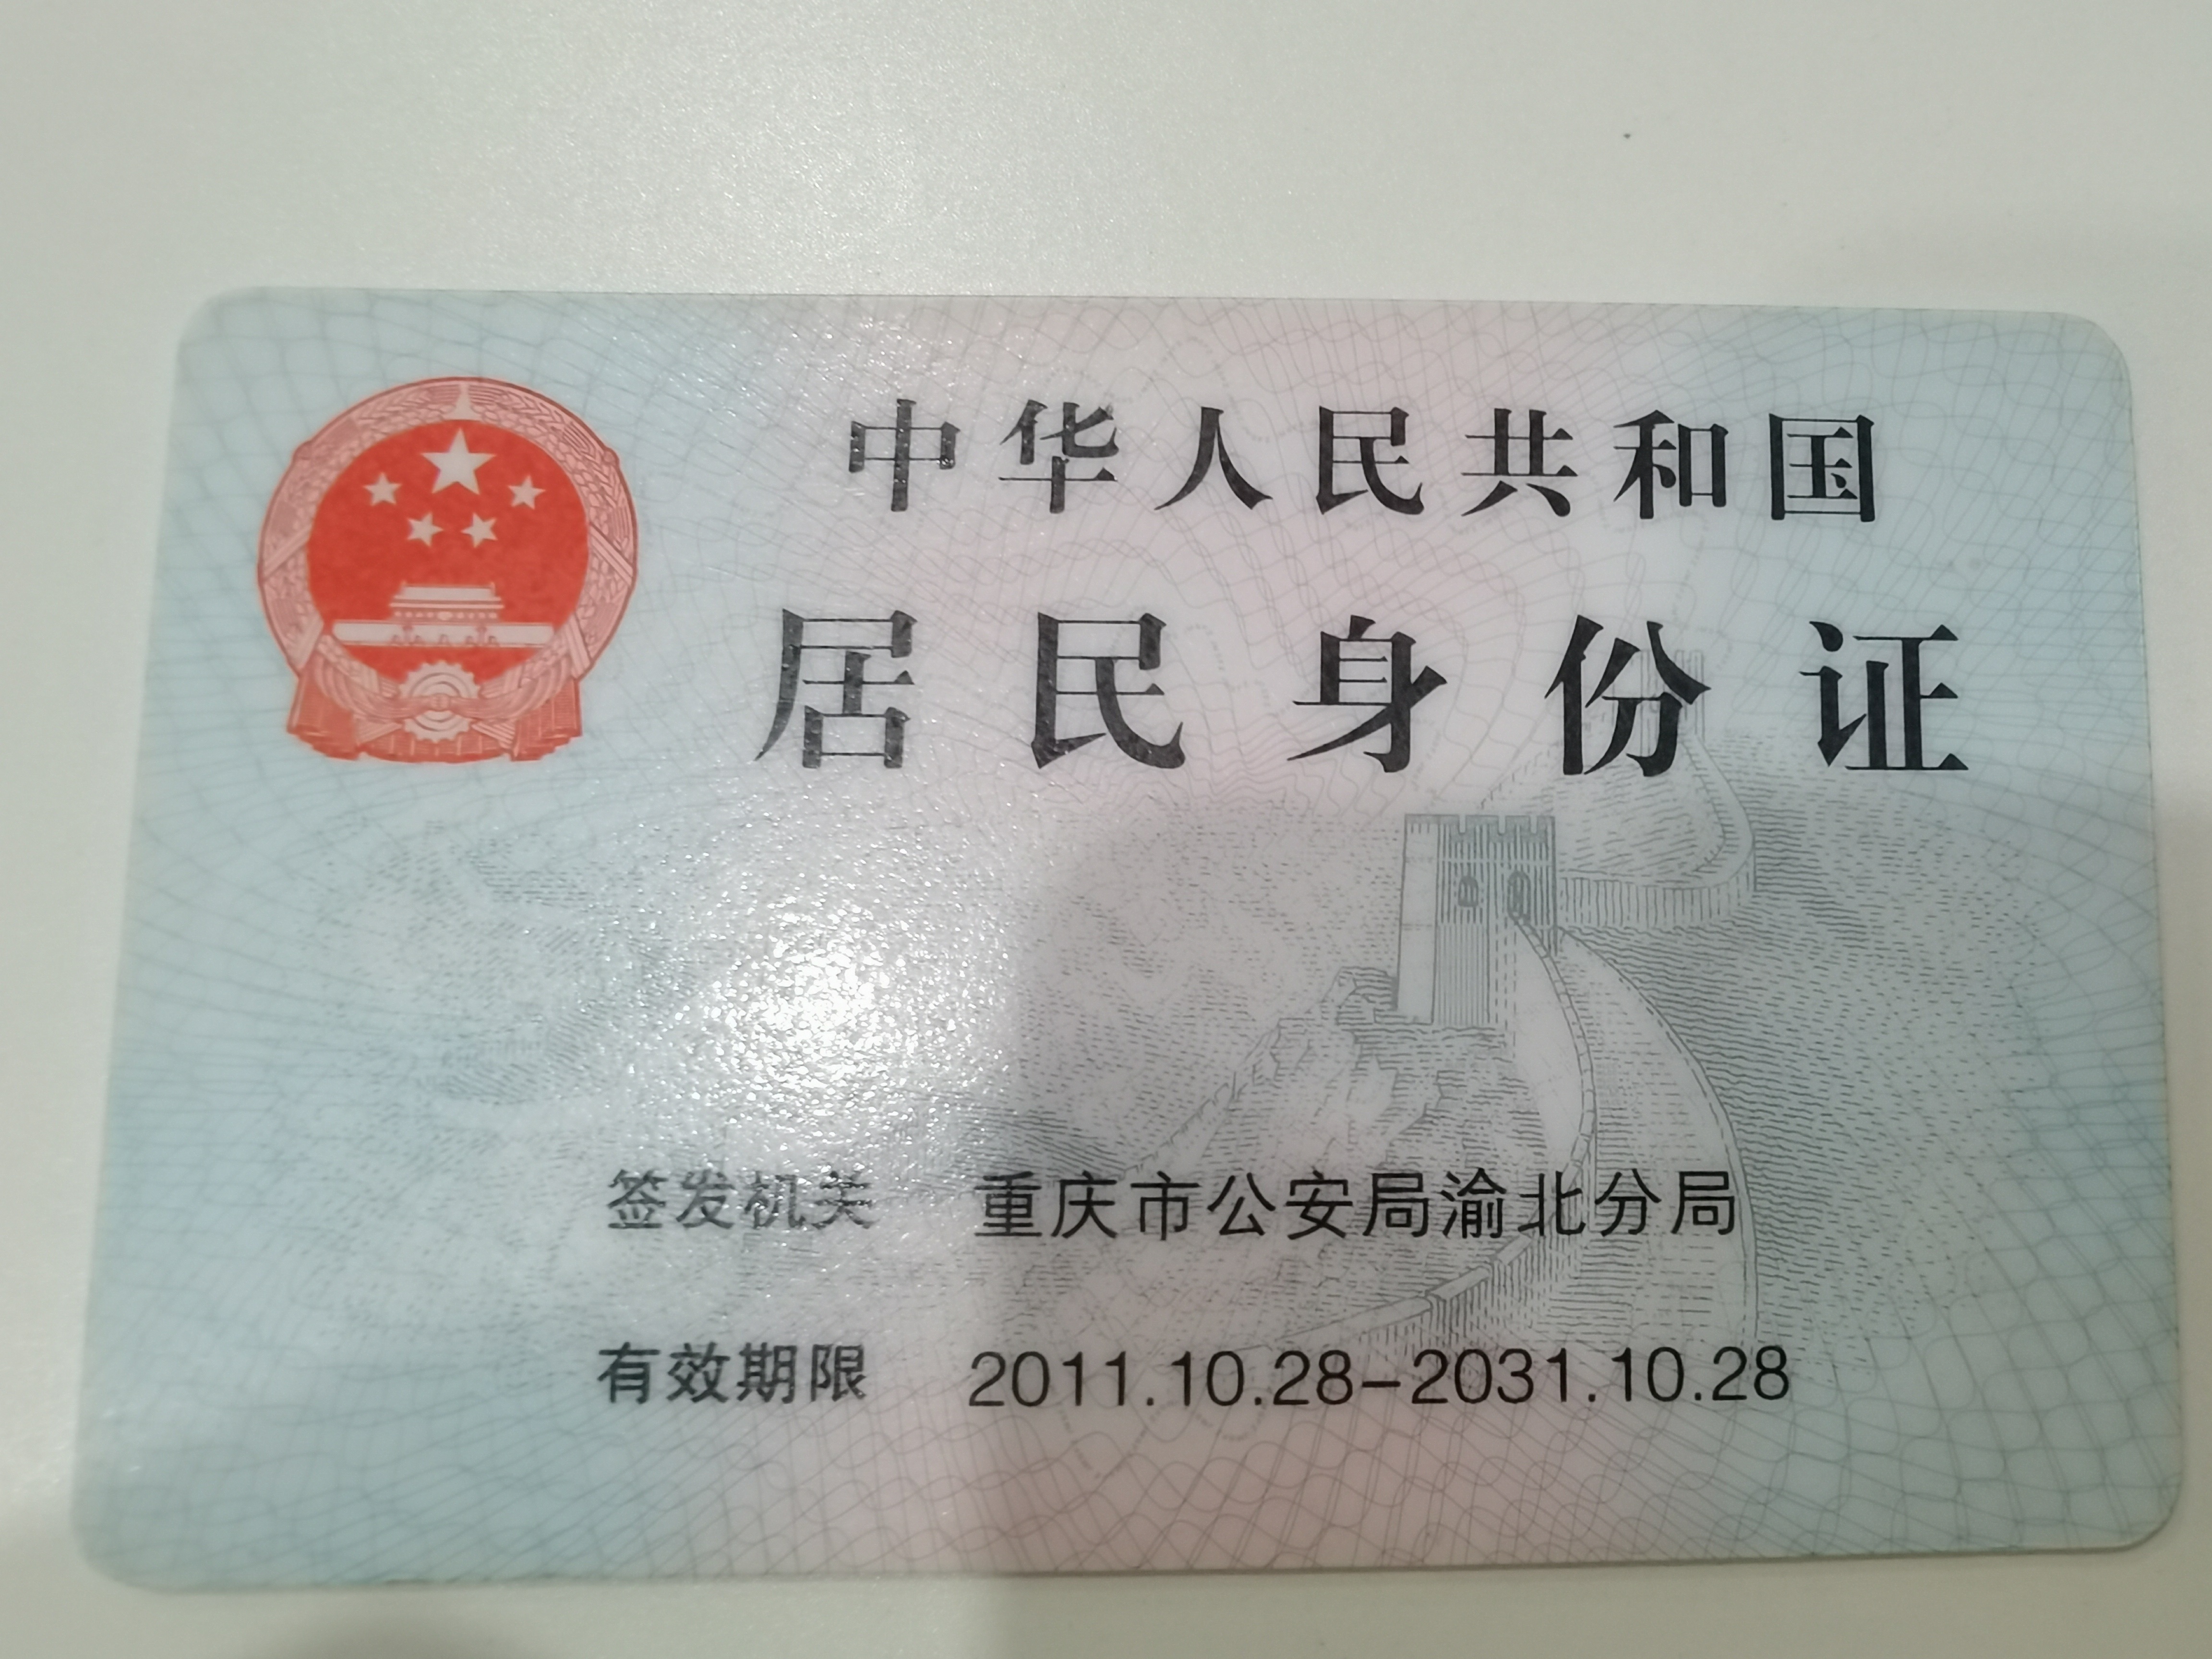 中华人民共和国
居民身份证
签发机关 重庆市公安局渝北分局
有效期限 2011.10.28-2031.10.28